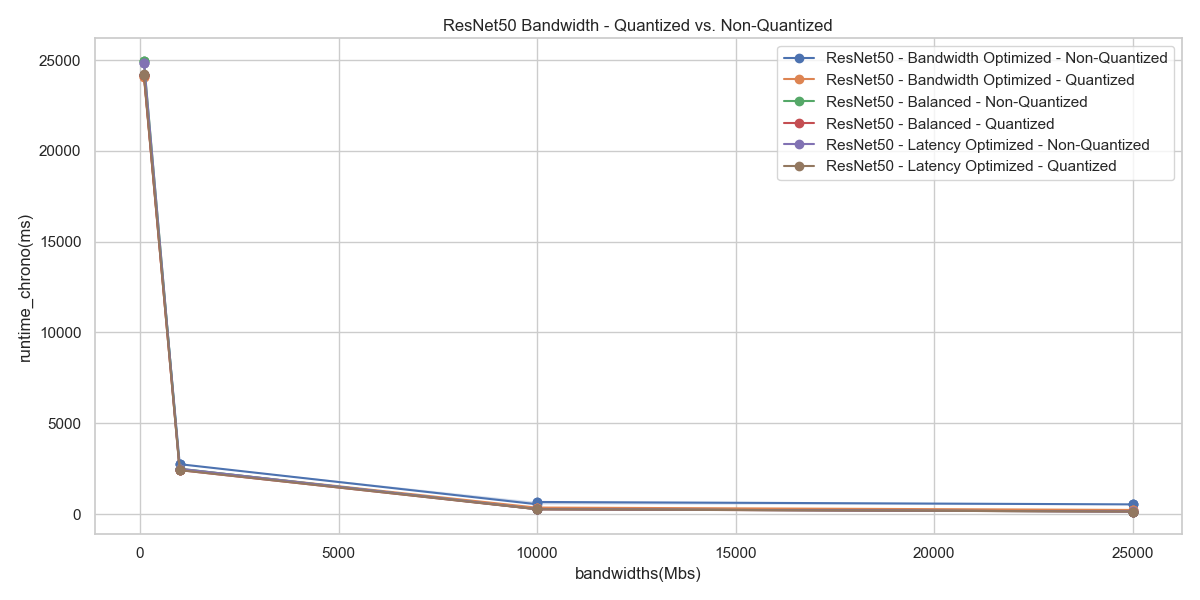 ResNet50 Bandwidth - Quantized vs. Non-Quantized
ResNet50 - Bandwidth Optimized - Non-Quantized
ResNet50 - Bandwidth Optimized - Quantized
ResNet50 - Balanced - Non-Quantized
ResNet50 - Balanced - Quantized
ResNet50 - Latency Optimized - Non-Quantized
ResNet50 - Latency Optimized - Quantized
runtime_chrono(ms)
25000
20000
15000
10000
5000
0
0 5000 10000 15000 20000 25000
bandwidths(Mbs)